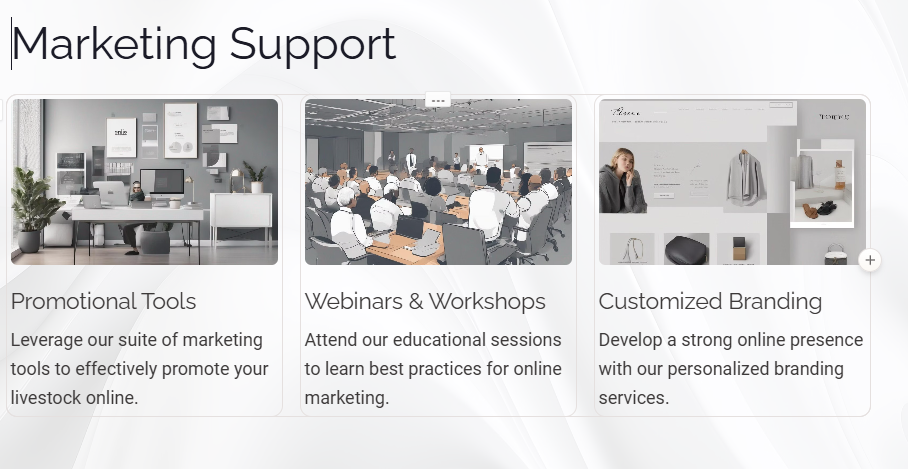 Marketing Support
Promotional Tools
Leverage our suite of marketing
tools to effectively promote your
livestock online.
Webinars & Workshops
Attend our educational sessions
to learn best practices for online
marketing.
Customized Branding
Develop a strong online presence
with our personalized branding
services.